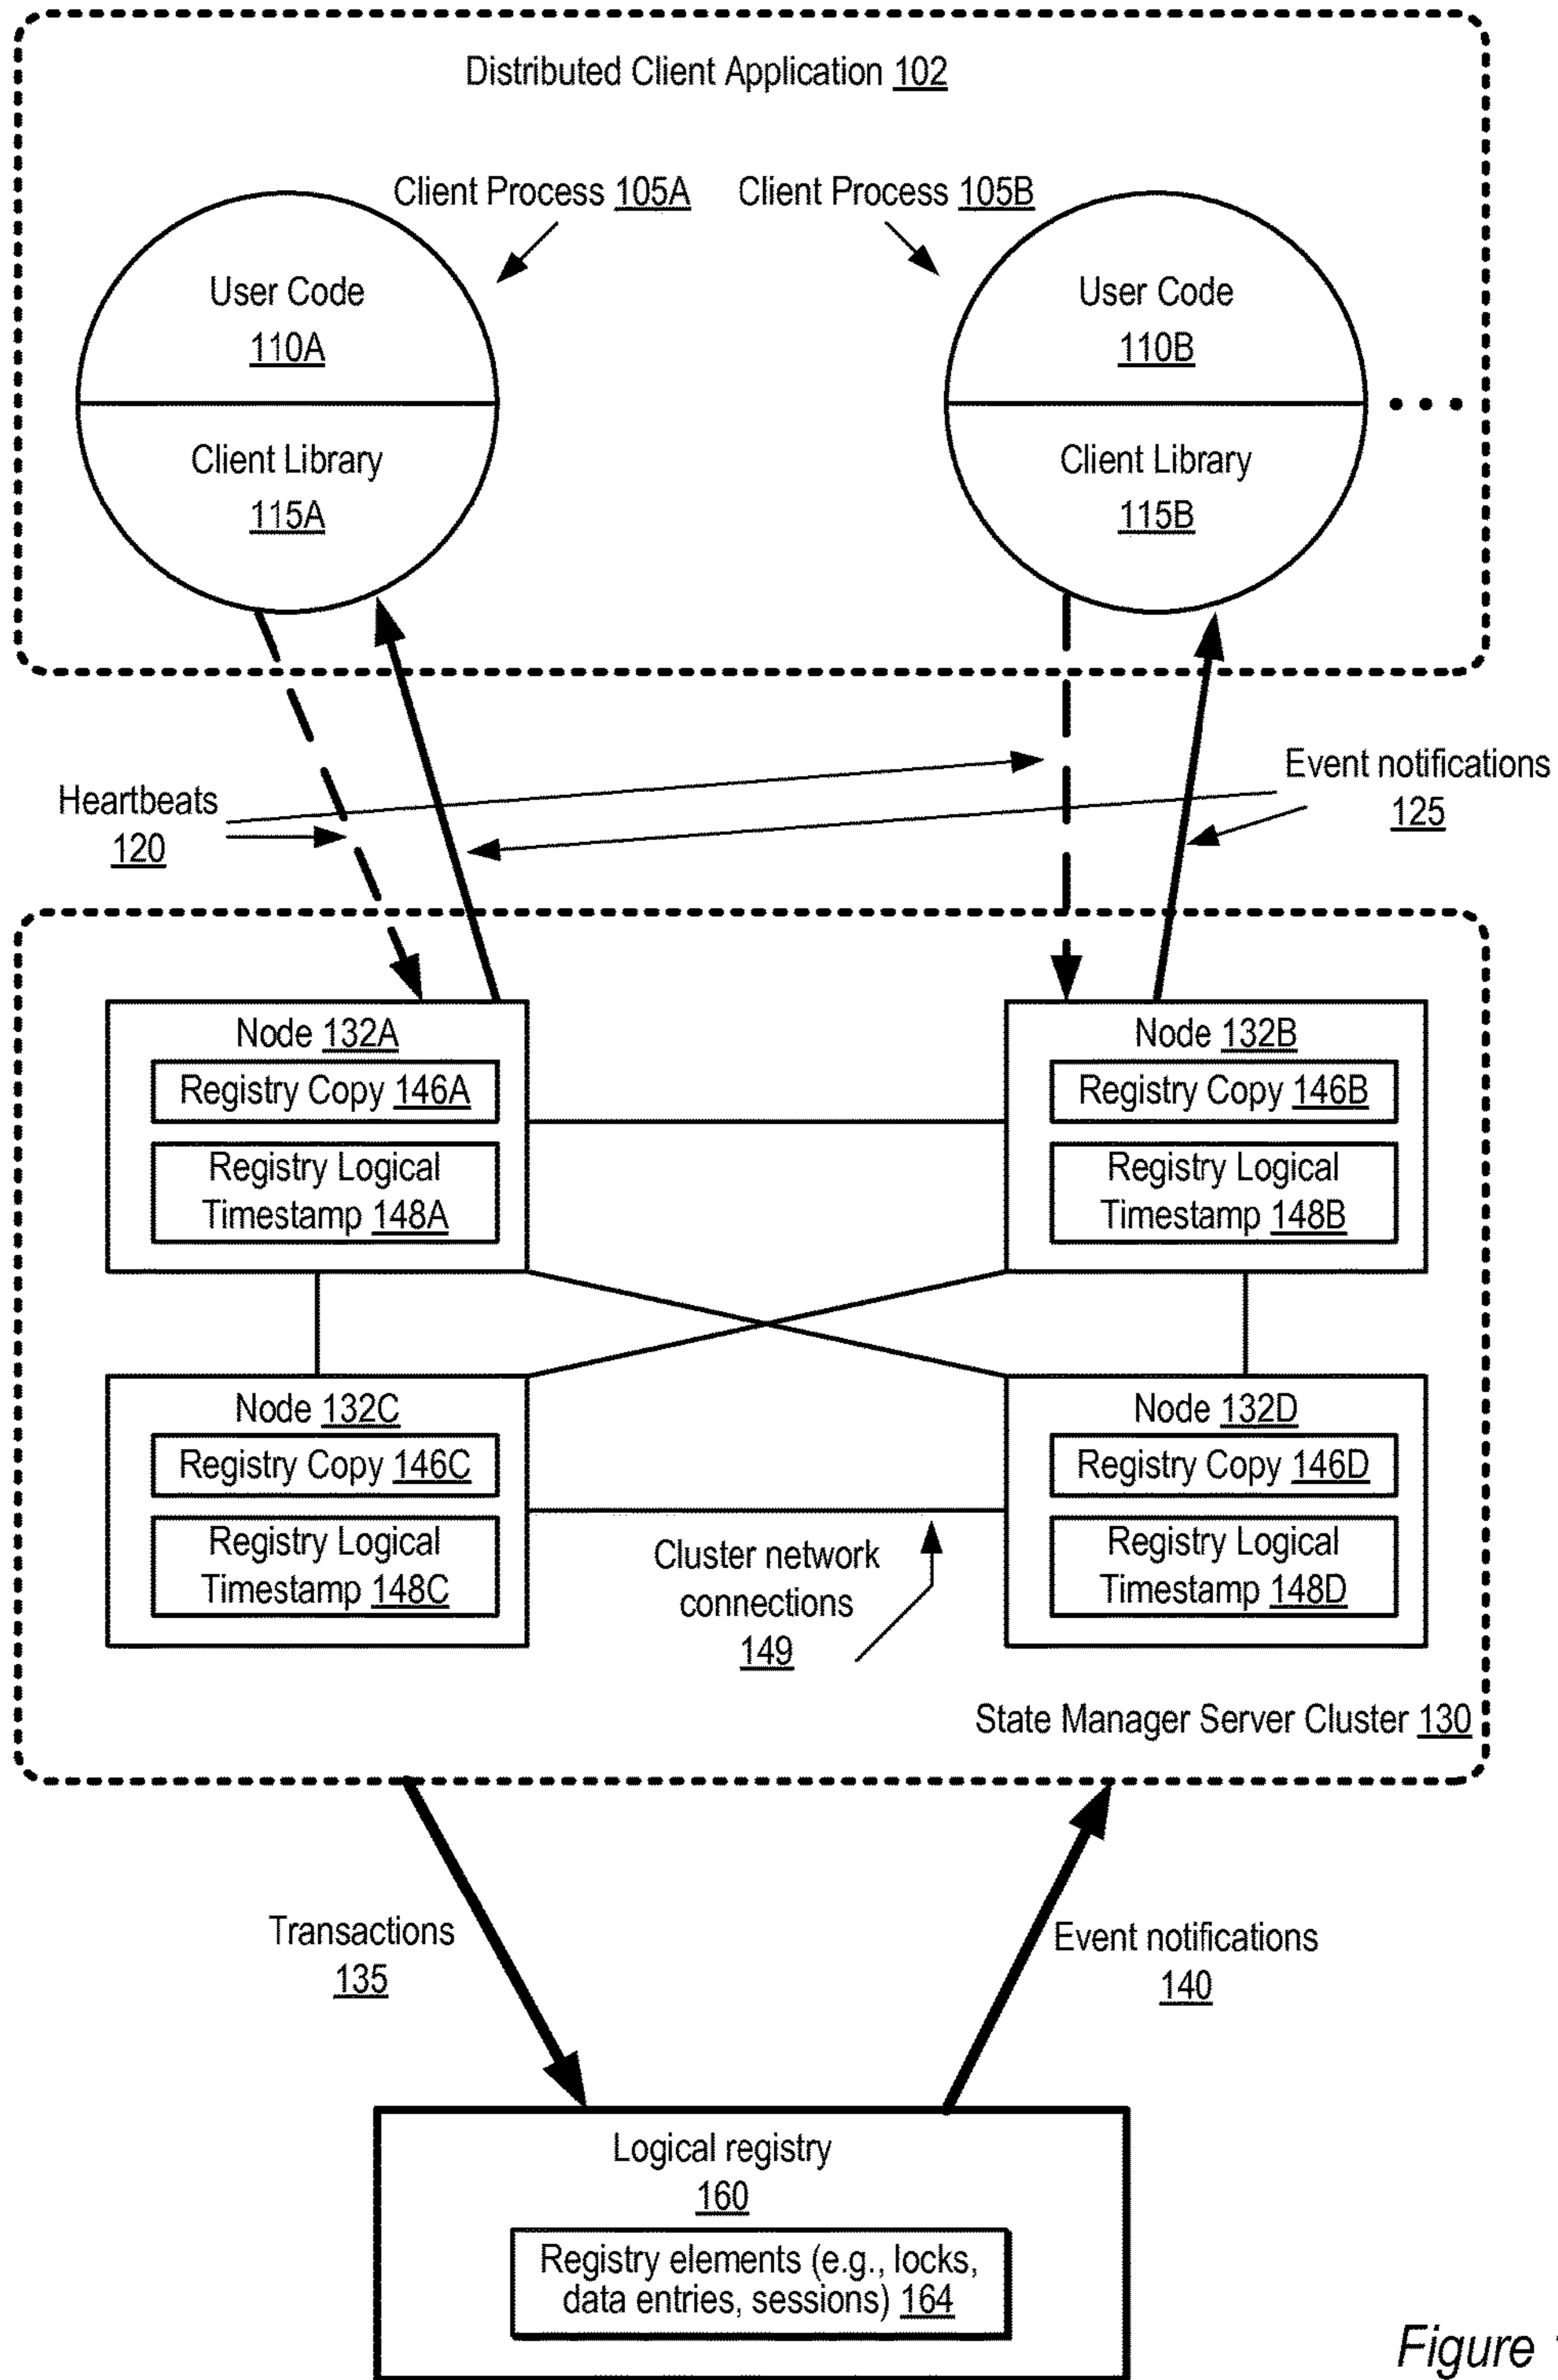 Distributed Client Application 102
Client Process 105A
Client Process 105B
User Code
110A
Client Library
115A
User Code
110B
Client Library
115B
Heartbeats
120
Event notifications
125
Node 132A
Registry Copy 146A
Registry Logical
Timestamp 148A
Node 132B
Registry Copy 146B
Registry Logical
Timestamp 148B
Node 132C
Registry Copy 146C
Registry Logical
Timestamp 148C
Node 132D
Registry Copy 146D
Registry Logical
Timestamp 148D
Cluster network
connections
149
State Manager Server Cluster 130
Transactions
135
Event notifications
140
Logical registry
160
Registry elements (e.g., locks,
data entries, sessions) 164
Figure